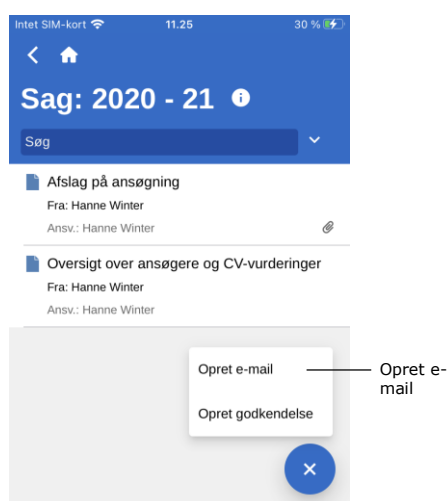 Intet SIM-kort 11.25 30 %
Sag: 2020 - 21
Søg
Afslag på ansøgning
Fra: Hanne Winter
Ansv.: Hanne Winter
Oversigt over ansøgere og CV-vurderinger
Fra: Hanne Winter
Ansv.: Hanne Winter
Opret e-mail
Opret godkendelse
Opret e-
mail